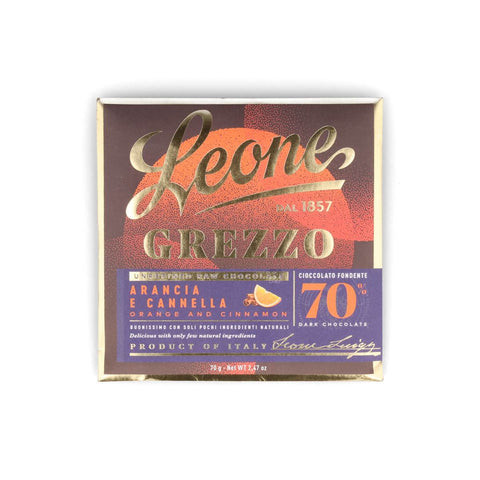 Leone
DAL 1857
GREZZO
RAW CHOCOLATE
ARANCIA
E CANNELLA
ORANGE AND CINNAMON
BUONISSIMO CON SOLI POCHI INGREDIENTI NATURALI
Delicious with only few natural ingredients
PRODUCT OF ITALY
CIOCCOLATO FONDENTE
70%
DARK CHOCOLATE
Leone Luigi
70 g - Net WT 2,47 oz